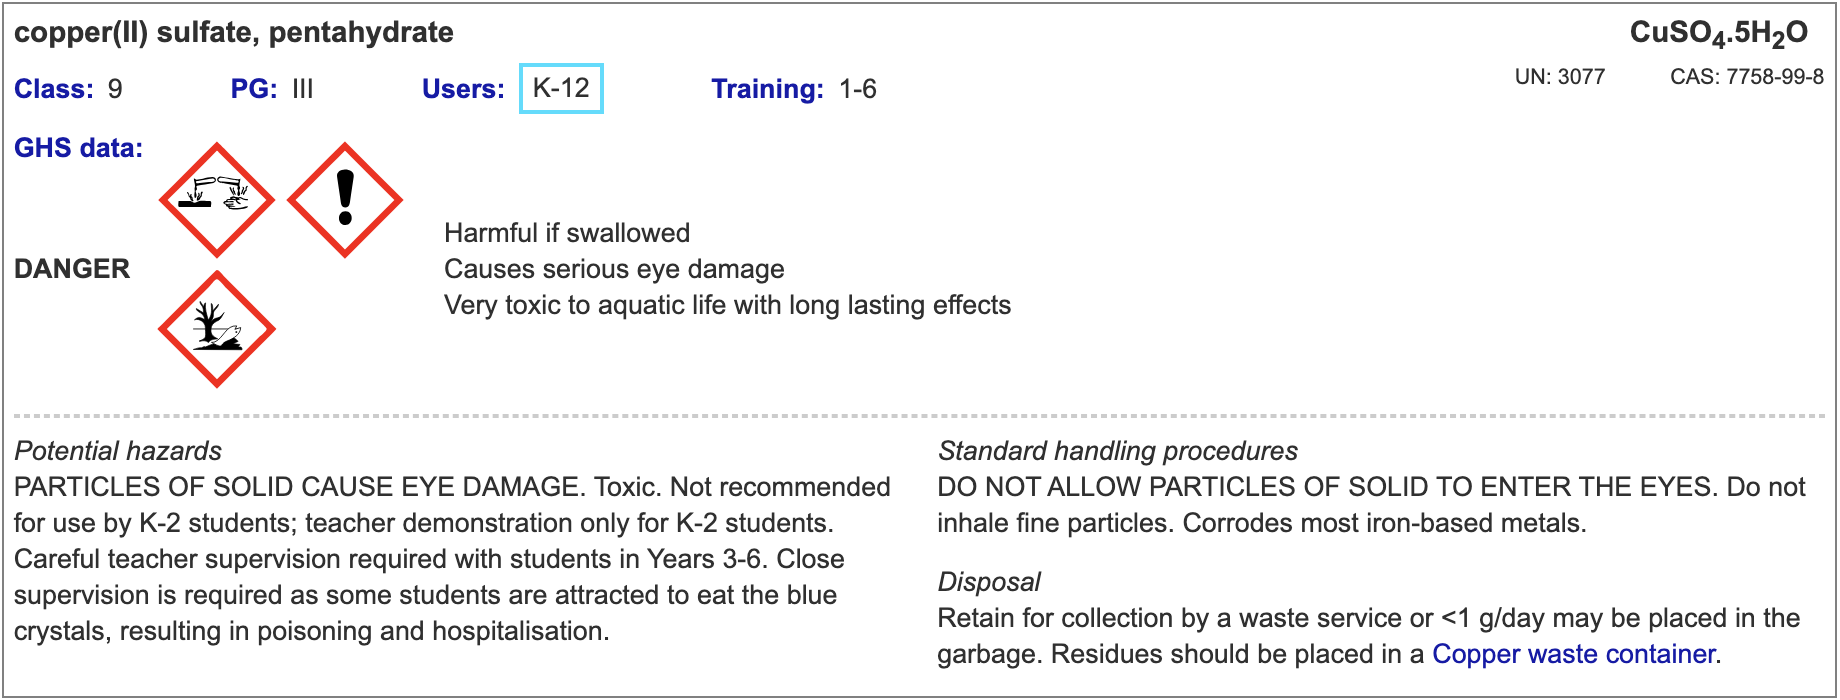 copper(II) sulfate, pentahydrate
CuSO₄.5H₂O
Class: 9 PG: III Users: K-12 Training: 1-6
UN: 3077 CAS: 7758-99-8
GHS data:
DANGER
Harmful if swallowed
Causes serious eye damage
Very toxic to aquatic life with long lasting effects
Potential hazards
PARTICLES OF SOLID CAUSE EYE DAMAGE. Toxic. Not recommended
for use by K-2 students; teacher demonstration only for K-2 students.
Careful teacher supervision required with students in Years 3-6. Close
supervision is required as some students are attracted to eat the blue
crystals, resulting in poisoning and hospitalisation.
Standard handling procedures
DO NOT ALLOW PARTICLES OF SOLID TO ENTER THE EYES. Do not
inhale fine particles. Corrodes most iron-based metals.
Disposal
Retain for collection by a waste service or <1 g/day may be placed in the
garbage. Residues should be placed in a Copper waste container.